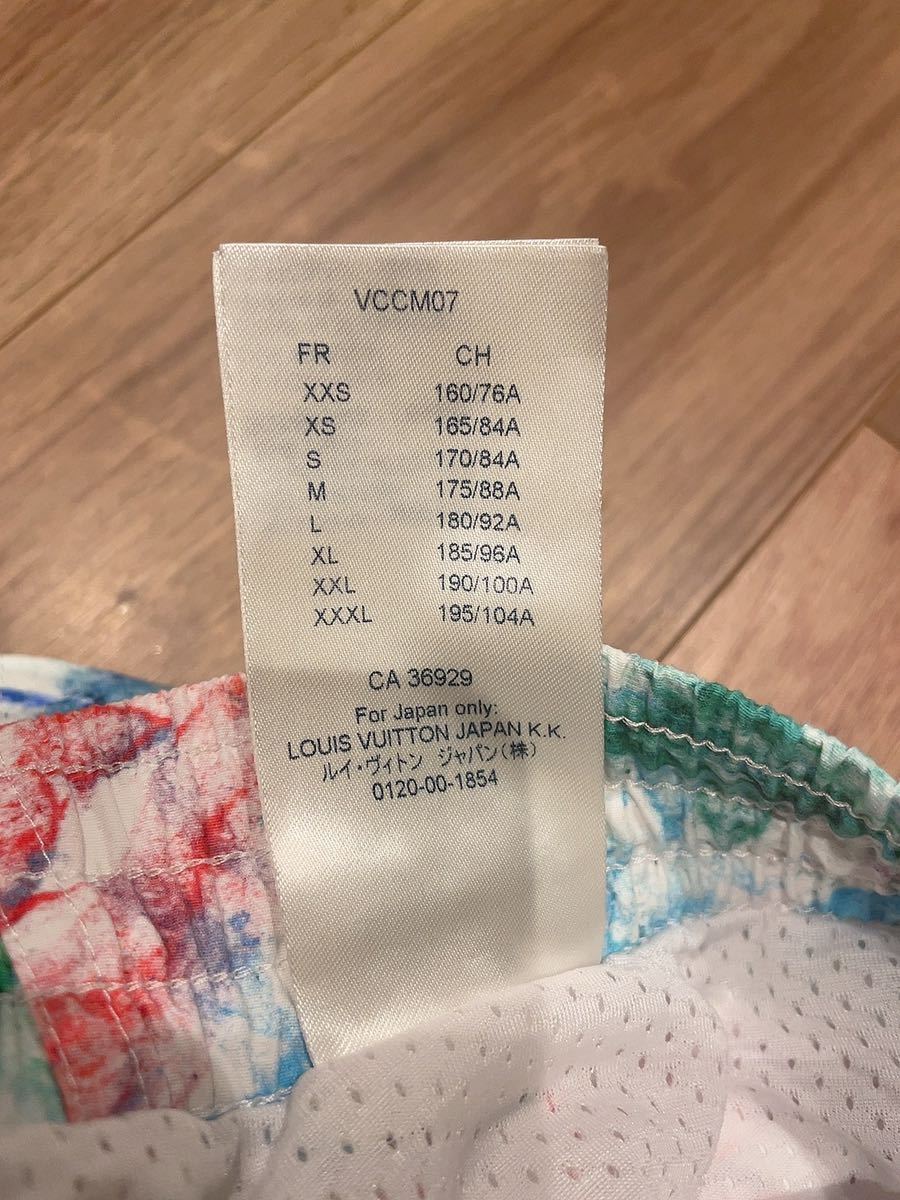 VCCM07
FR CH
XXS 160/76A
XS 165/84A
S 170/84A
M 175/88A
L 180/92A
XL 185/96A
XXL 190/100A
XXXL 195/104A
CA 36929
For Japan only:
LOUIS VUITTON JAPAN K.K.
ルイ・ヴィトン ジャパン(株)
0120-00-1854